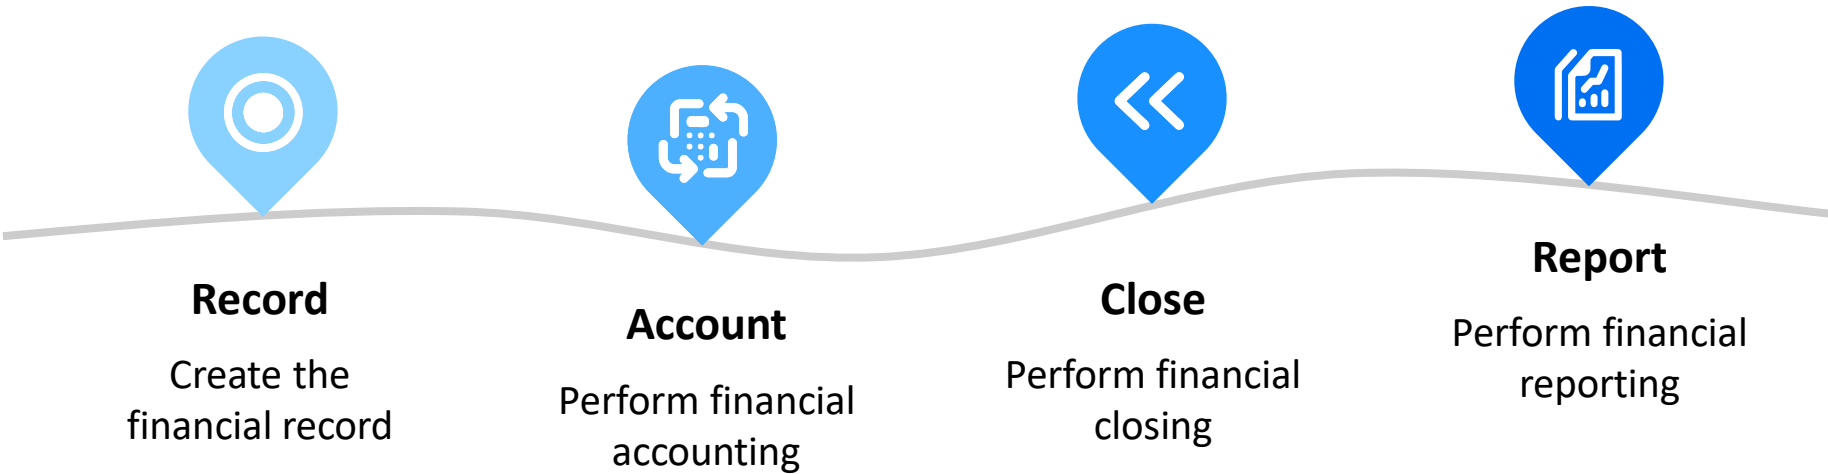 Record
Create the
financial record
Account
Perform financial
accounting
Close
Perform financial
closing
Report
Perform financial
reporting